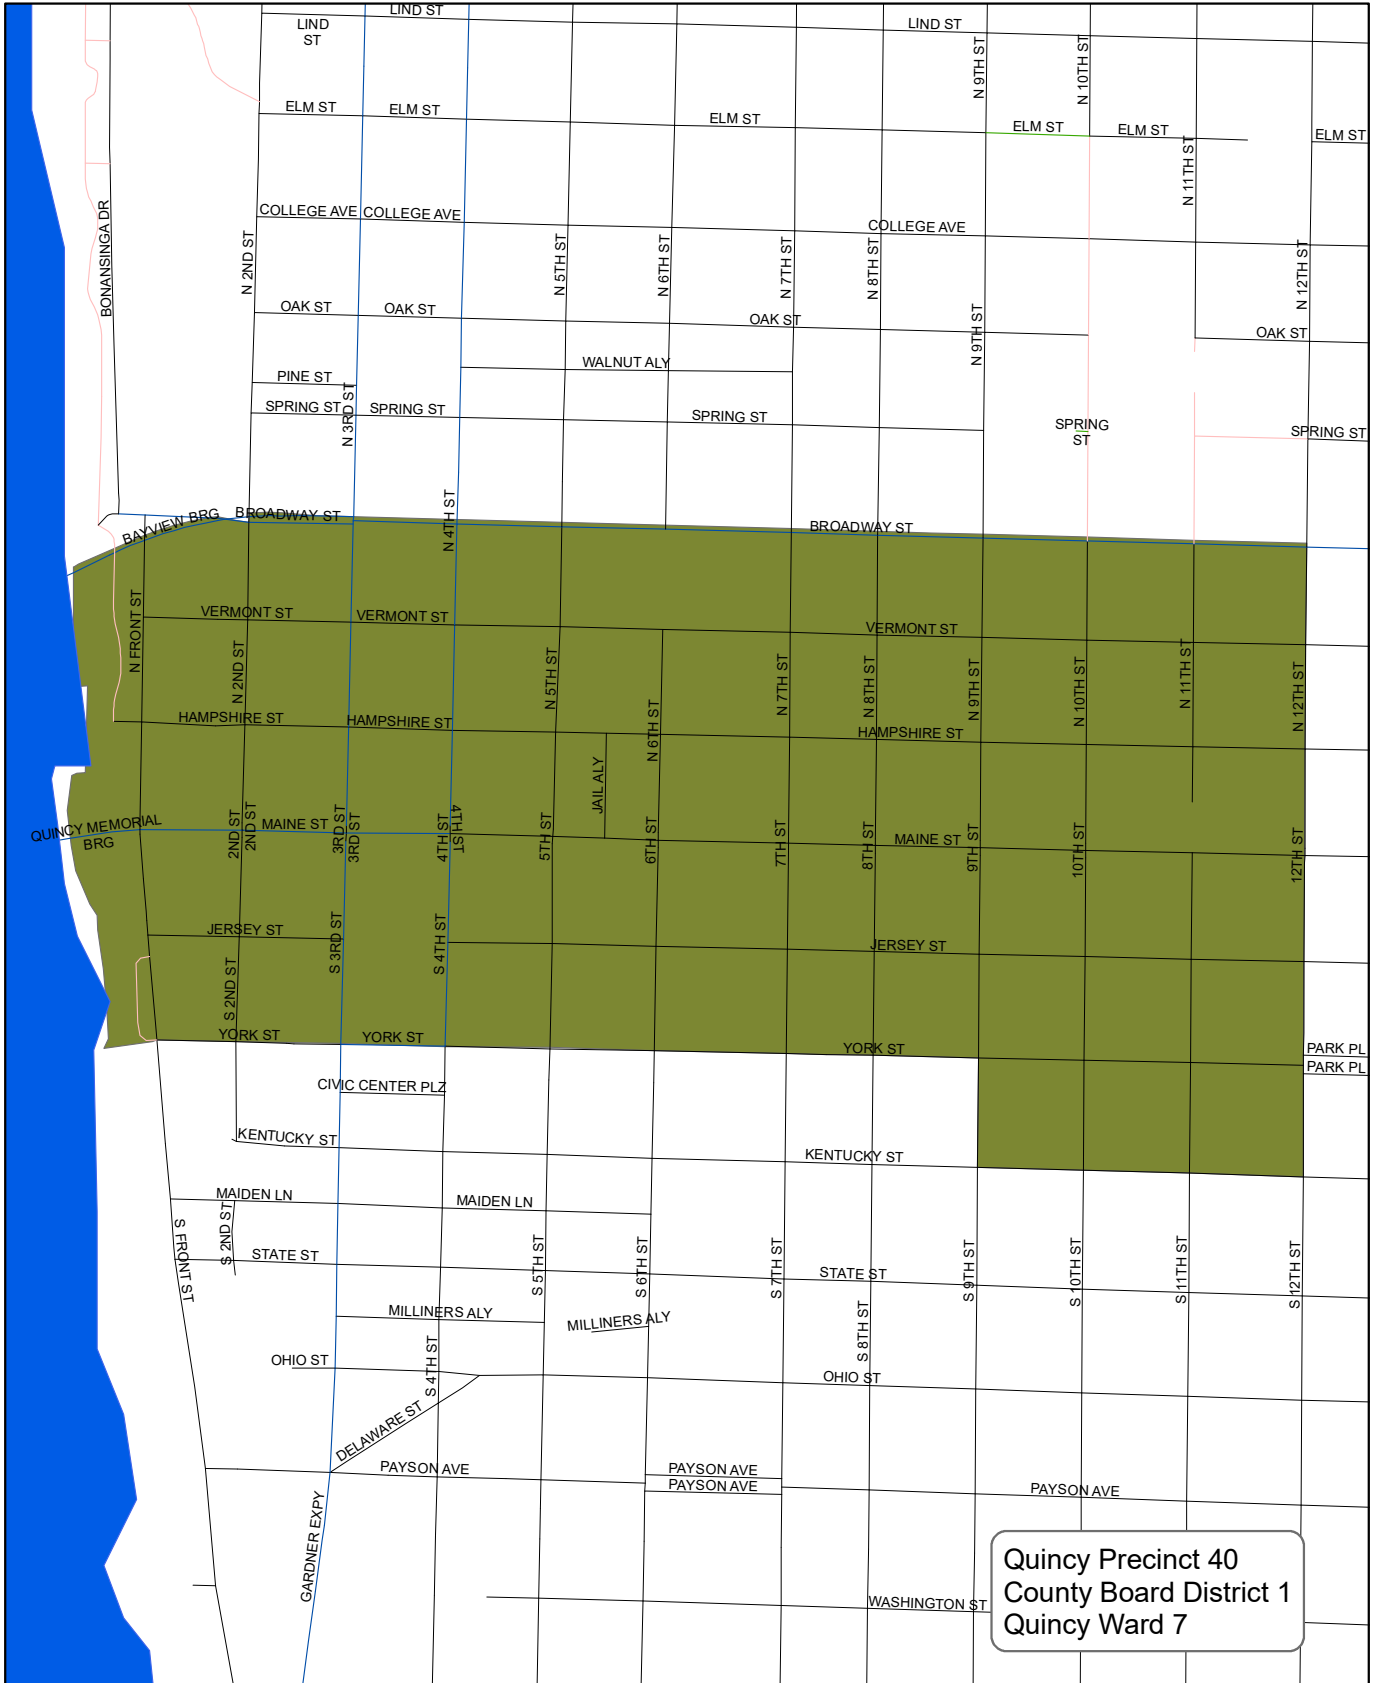 LIND ST
LIND
ST
LIND ST
N 9TH ST
N 10TH ST
ELM ST
ELM ST
ELM ST
ELM ST
ELM ST
ELM ST
N 11TH ST
BONANSINGA DR
COLLEGE AVE
COLLEGE AVE
COLLEGE AVE
N 2ND ST
N 5TH ST
N 6TH ST
N 7TH ST
N 8TH ST
N 12TH ST
OAK ST
OAK ST
OAK ST
N 9TH ST
OAK ST
WALNUT ALY
PINE ST
N 3RD ST
SPRING ST
SPRING ST
SPRING ST
SPRING
ST
SPRING ST
N 4TH ST
BAYVIEW BRG
BROADWAY ST
BROADWAY ST
N FRONT ST
VERMONT ST
VERMONT ST
VERMONT ST
N 2ND ST
N 5TH ST
N 6TH ST
N 7TH ST
N 8TH ST
N 9TH ST
N 10TH ST
N 11TH ST
N 12TH ST
HAMPSHIRE ST
HAMPSHIRE ST
HAMPSHIRE ST
JAIL ALY
QUINCY MEMORIAL
BRG
2ND ST
2ND ST
MAINE ST
3RD ST
3RD ST
4TH ST
4TH ST
5TH ST
6TH ST
7TH ST
8TH ST
MAINE ST
9TH ST
10TH ST
12TH ST
JERSEY ST
S 3RD ST
S 4TH ST
JERSEY ST
S 2ND ST
YORK ST
YORK ST
YORK ST
PARK PL
PARK PL
CIVIC CENTER PLZ
KENTUCKY ST
KENTUCKY ST
MAIDEN LN
MAIDEN LN
S FRONT ST
S 2ND ST
STATE ST
S 5TH ST
S 6TH ST
S 7TH ST
STATE ST
S 9TH ST
S 10TH ST
S 11TH ST
S 12TH ST
MILLINERS ALY
MILLINERS ALY
S 8TH ST
OHIO ST
S 4TH ST
OHIO ST
DELAWARE ST
PAYSON AVE
PAYSON AVE
PAYSON AVE
PAYSON AVE
GARDNER EXPY
WASHINGTON ST
Quincy Precinct 40
County Board District 1
Quincy Ward 7